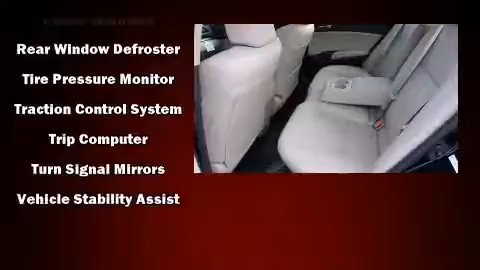 Rear Window Defroster
Tire Pressure Monitor
Traction Control System
Trip Computer
Turn Signal Mirrors
Vehicle Stability Assist